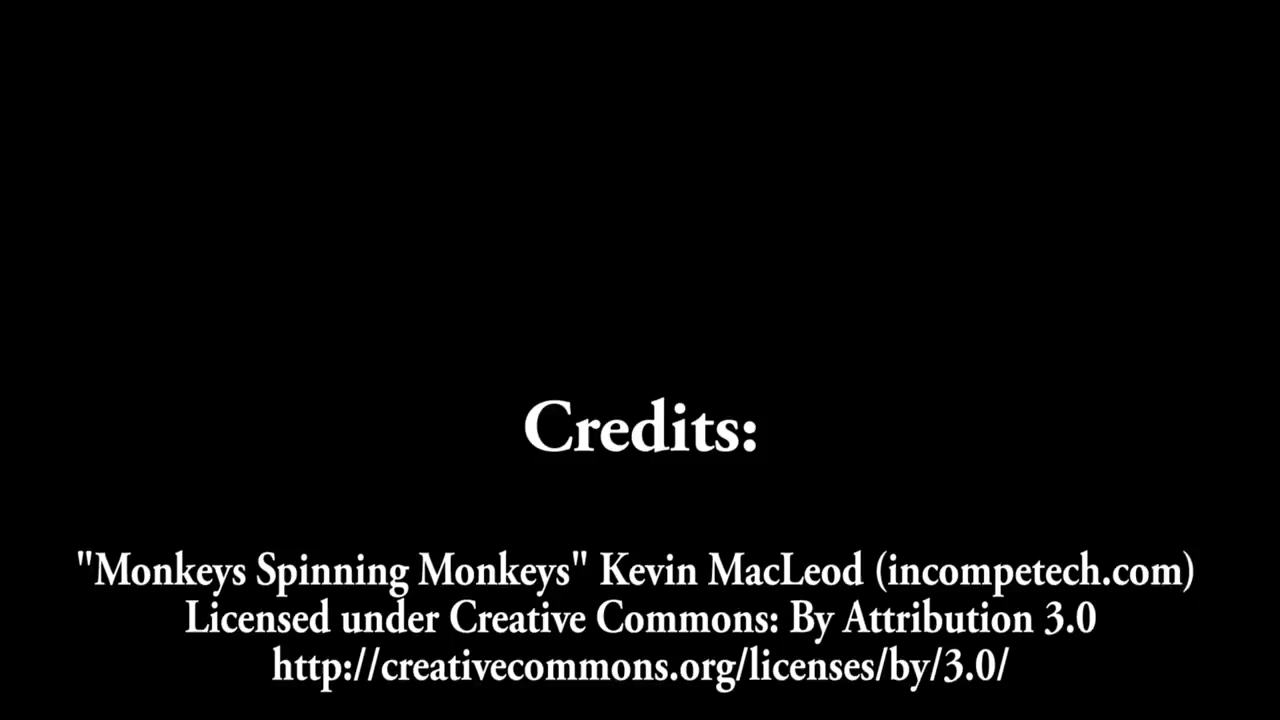 Credits:
"Monkeys Spinning Monkeys" Kevin MacLeod (incompetech.com)
Licensed under Creative Commons: By Attribution 3.0
http://creativecommons.org/licenses/by/3.0/